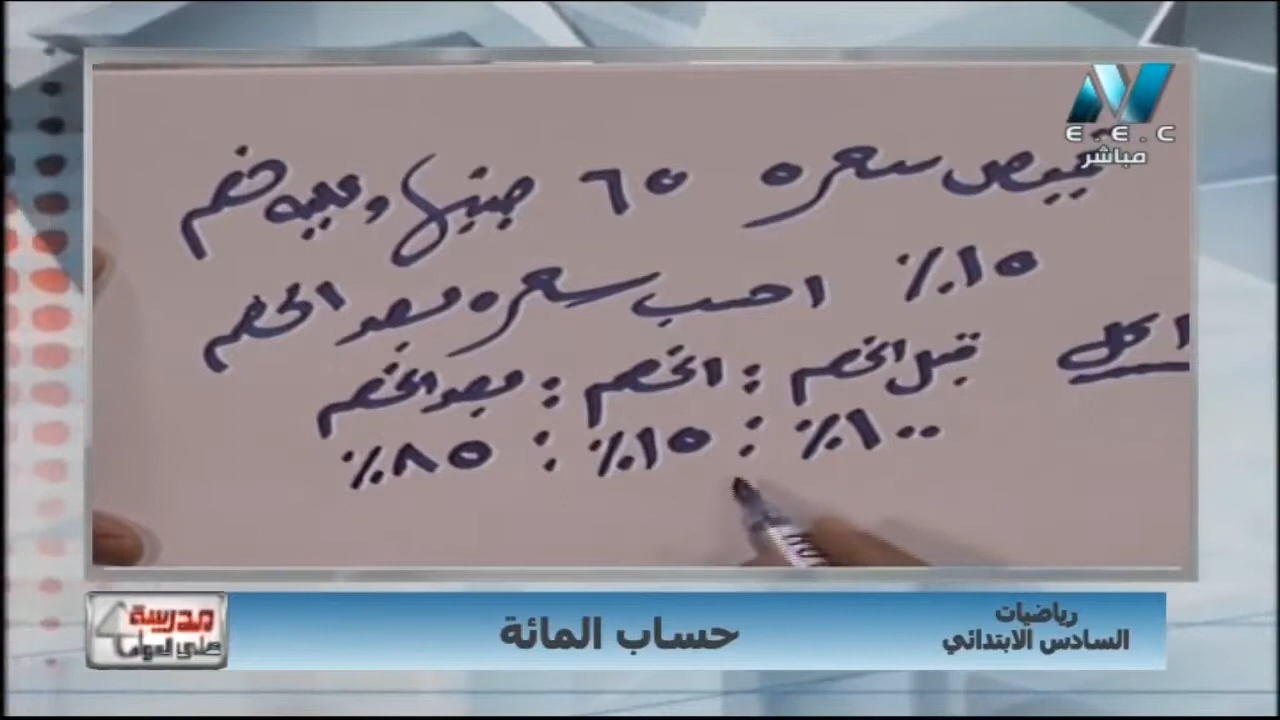 E.E.C
مباشر
قميص سعره ٦٥ جنيها وعليه خصم
١٥٪ احسب سعره بعد الخصم
الحل
قبل الخصم : الخصم : بعد الخصم
١٠٠٪ : ١٥٪ : ٨٥٪
رياضيات
السادس الابتدائي
حساب المائة
مدرسة
على الهواء